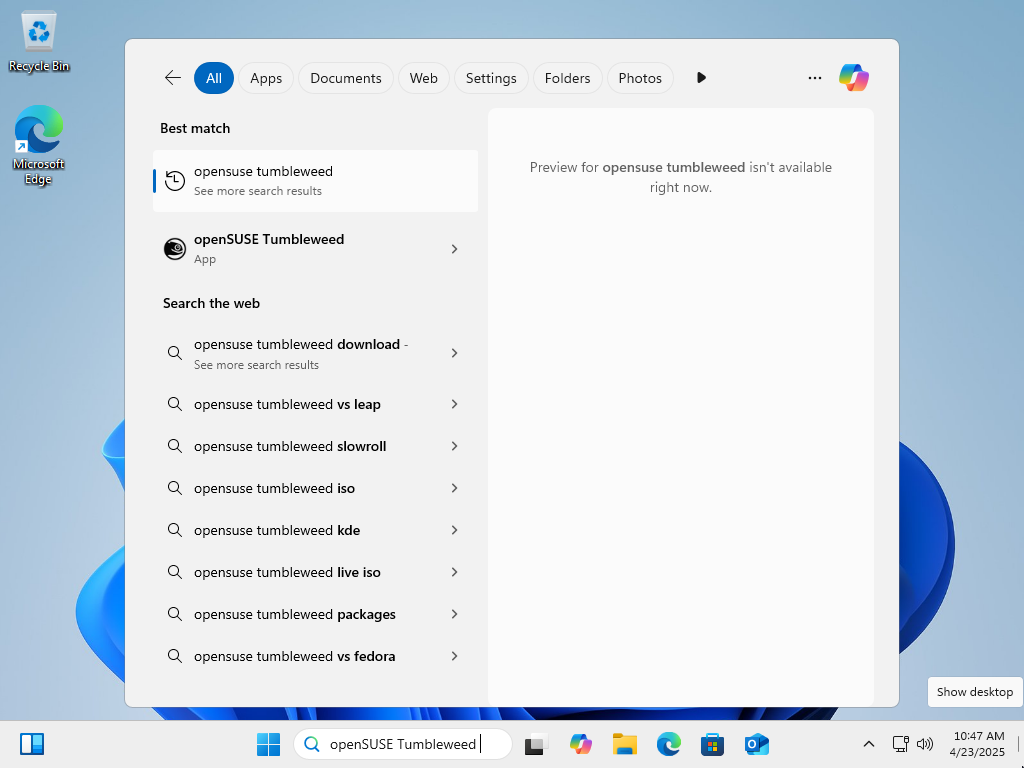 Recycle Bin
Microsoft
Edge
All
Apps
Documents
Web
Settings
Folders
Photos
Best match
opensuse tumbleweed
See more search results
openSUSE Tumbleweed
App
Search the web
opensuse tumbleweed download -
See more search results
opensuse tumbleweed vs leap
opensuse tumbleweed slowroll
opensuse tumbleweed iso
opensuse tumbleweed kde
opensuse tumbleweed live iso
opensuse tumbleweed packages
opensuse tumbleweed vs fedora
Preview for opensuse tumbleweed isn't available
right now.
Show desktop
openSUSE Tumbleweed
10:47 AM
4/23/2025